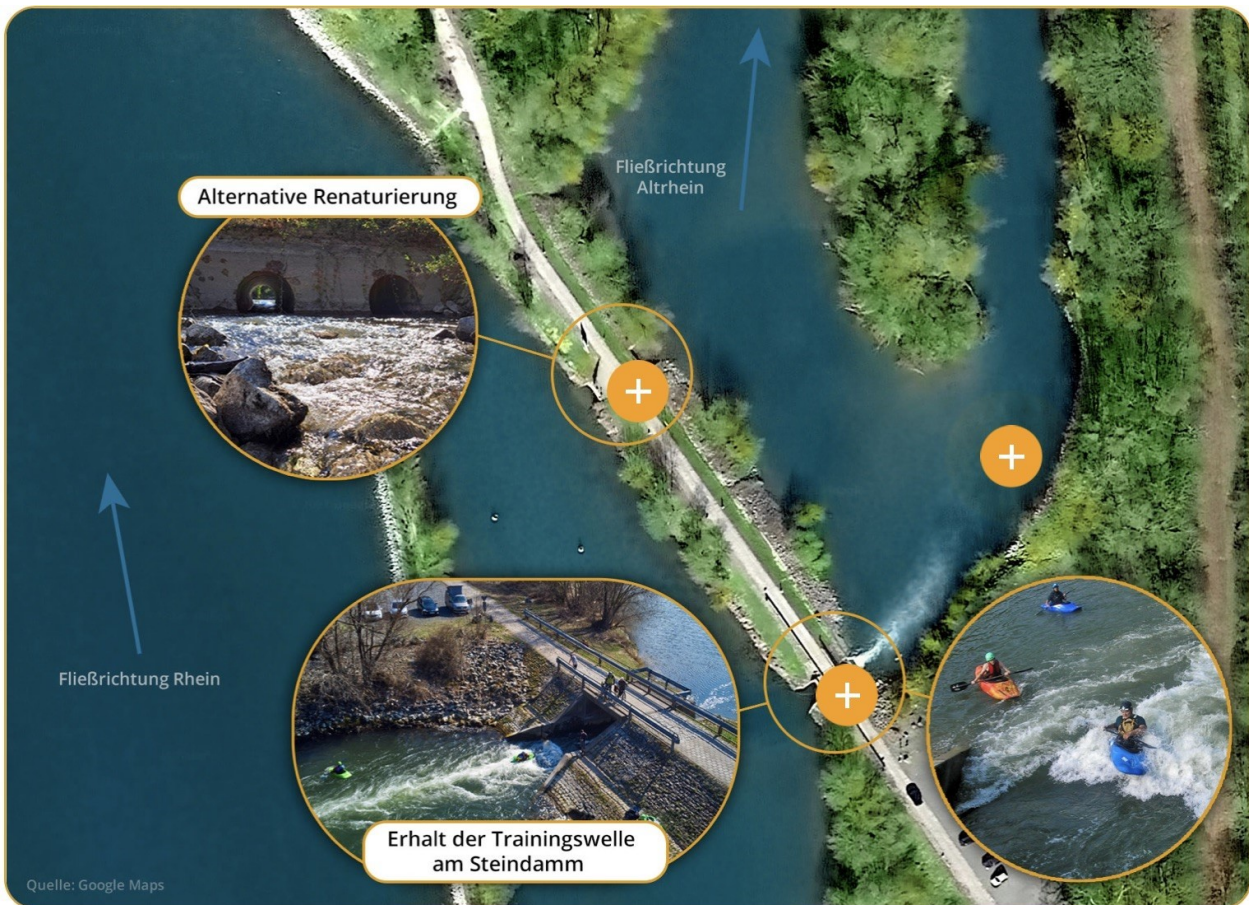 Fließrichtung
Altrhein
Alternative Renaturierung
Fließrichtung Rhein
Erhalt der Trainingswelle
am Steindamm
Quelle: Google Maps